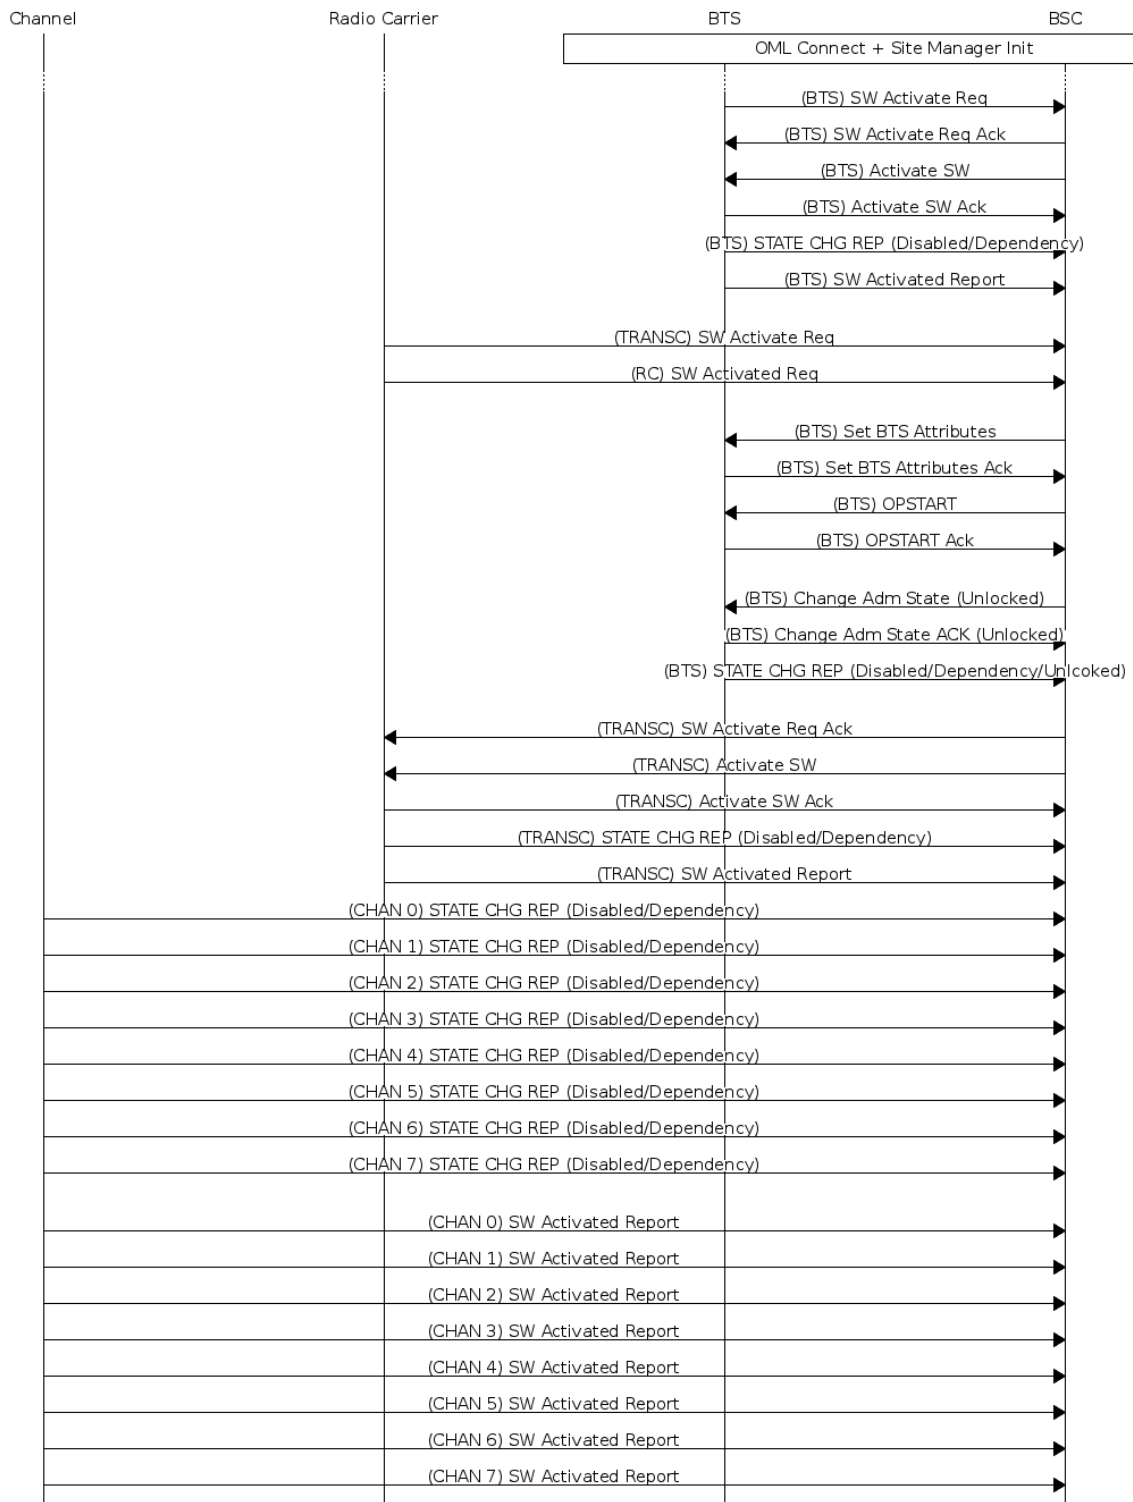 Channel Radio Carrier BTS BSC
OML Connect + Site Manager Init
(BTS) SW Activate Req
(BTS) SW Activate Req Ack
(BTS) Activate SW
(BTS) Activate SW Ack
(BTS) STATE CHG REP (Disabled/Dependency)
(BTS) SW Activated Report
(TRANSC) SW Activate Req
(RC) SW Activated Req
(BTS) Set BTS Attributes
(BTS) Set BTS Attributes Ack
(BTS) OPSTART
(BTS) OPSTART Ack
(BTS) Change Adm State (Unlocked)
(BTS) Change Adm State ACK (Unlocked)
(BTS) STATE CHG REP (Disabled/Dependency/Unlcoked)
(TRANSC) SW Activate Req Ack
(TRANSC) Activate SW
(TRANSC) Activate SW Ack
(TRANSC) STATE CHG REP (Disabled/Dependency)
(TRANSC) SW Activated Report
(CHAN 0) STATE CHG REP (Disabled/Dependency)
(CHAN 1) STATE CHG REP (Disabled/Dependency)
(CHAN 2) STATE CHG REP (Disabled/Dependency)
(CHAN 3) STATE CHG REP (Disabled/Dependency)
(CHAN 4) STATE CHG REP (Disabled/Dependency)
(CHAN 5) STATE CHG REP (Disabled/Dependency)
(CHAN 6) STATE CHG REP (Disabled/Dependency)
(CHAN 7) STATE CHG REP (Disabled/Dependency)
(CHAN 0) SW Activated Report
(CHAN 1) SW Activated Report
(CHAN 2) SW Activated Report
(CHAN 3) SW Activated Report
(CHAN 4) SW Activated Report
(CHAN 5) SW Activated Report
(CHAN 6) SW Activated Report
(CHAN 7) SW Activated Report